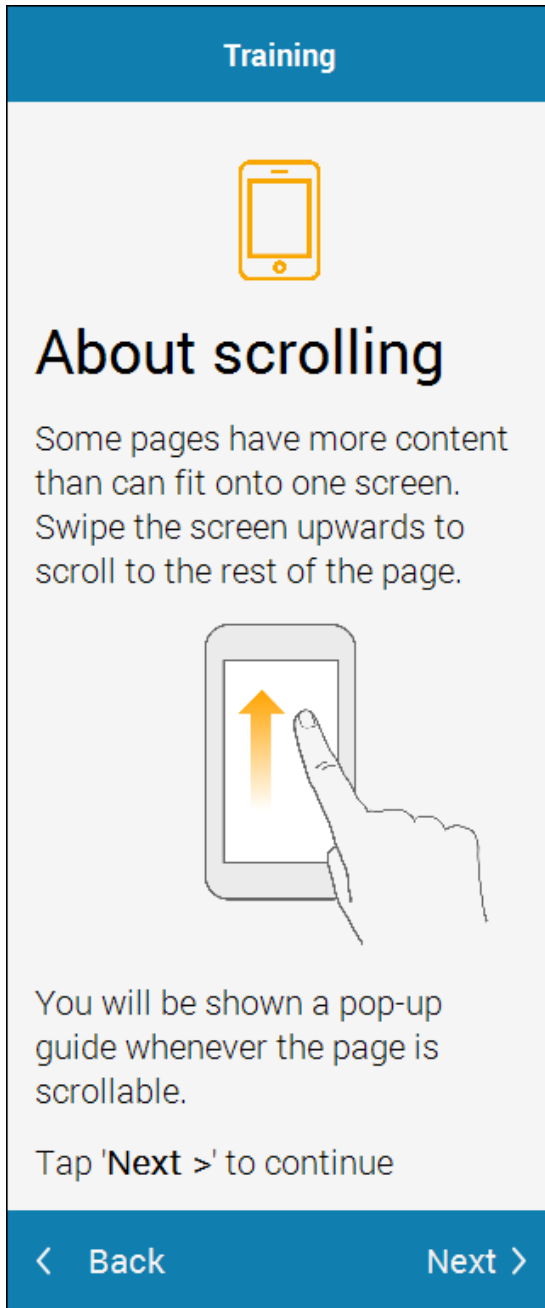 Training
About scrolling
Some pages have more content
than can fit onto one screen.
Swipe the screen upwards to
scroll to the rest of the page.
You will be shown a pop-up
guide whenever the page is
scrollable.
Tap 'Next >' to continue
< Back Next >